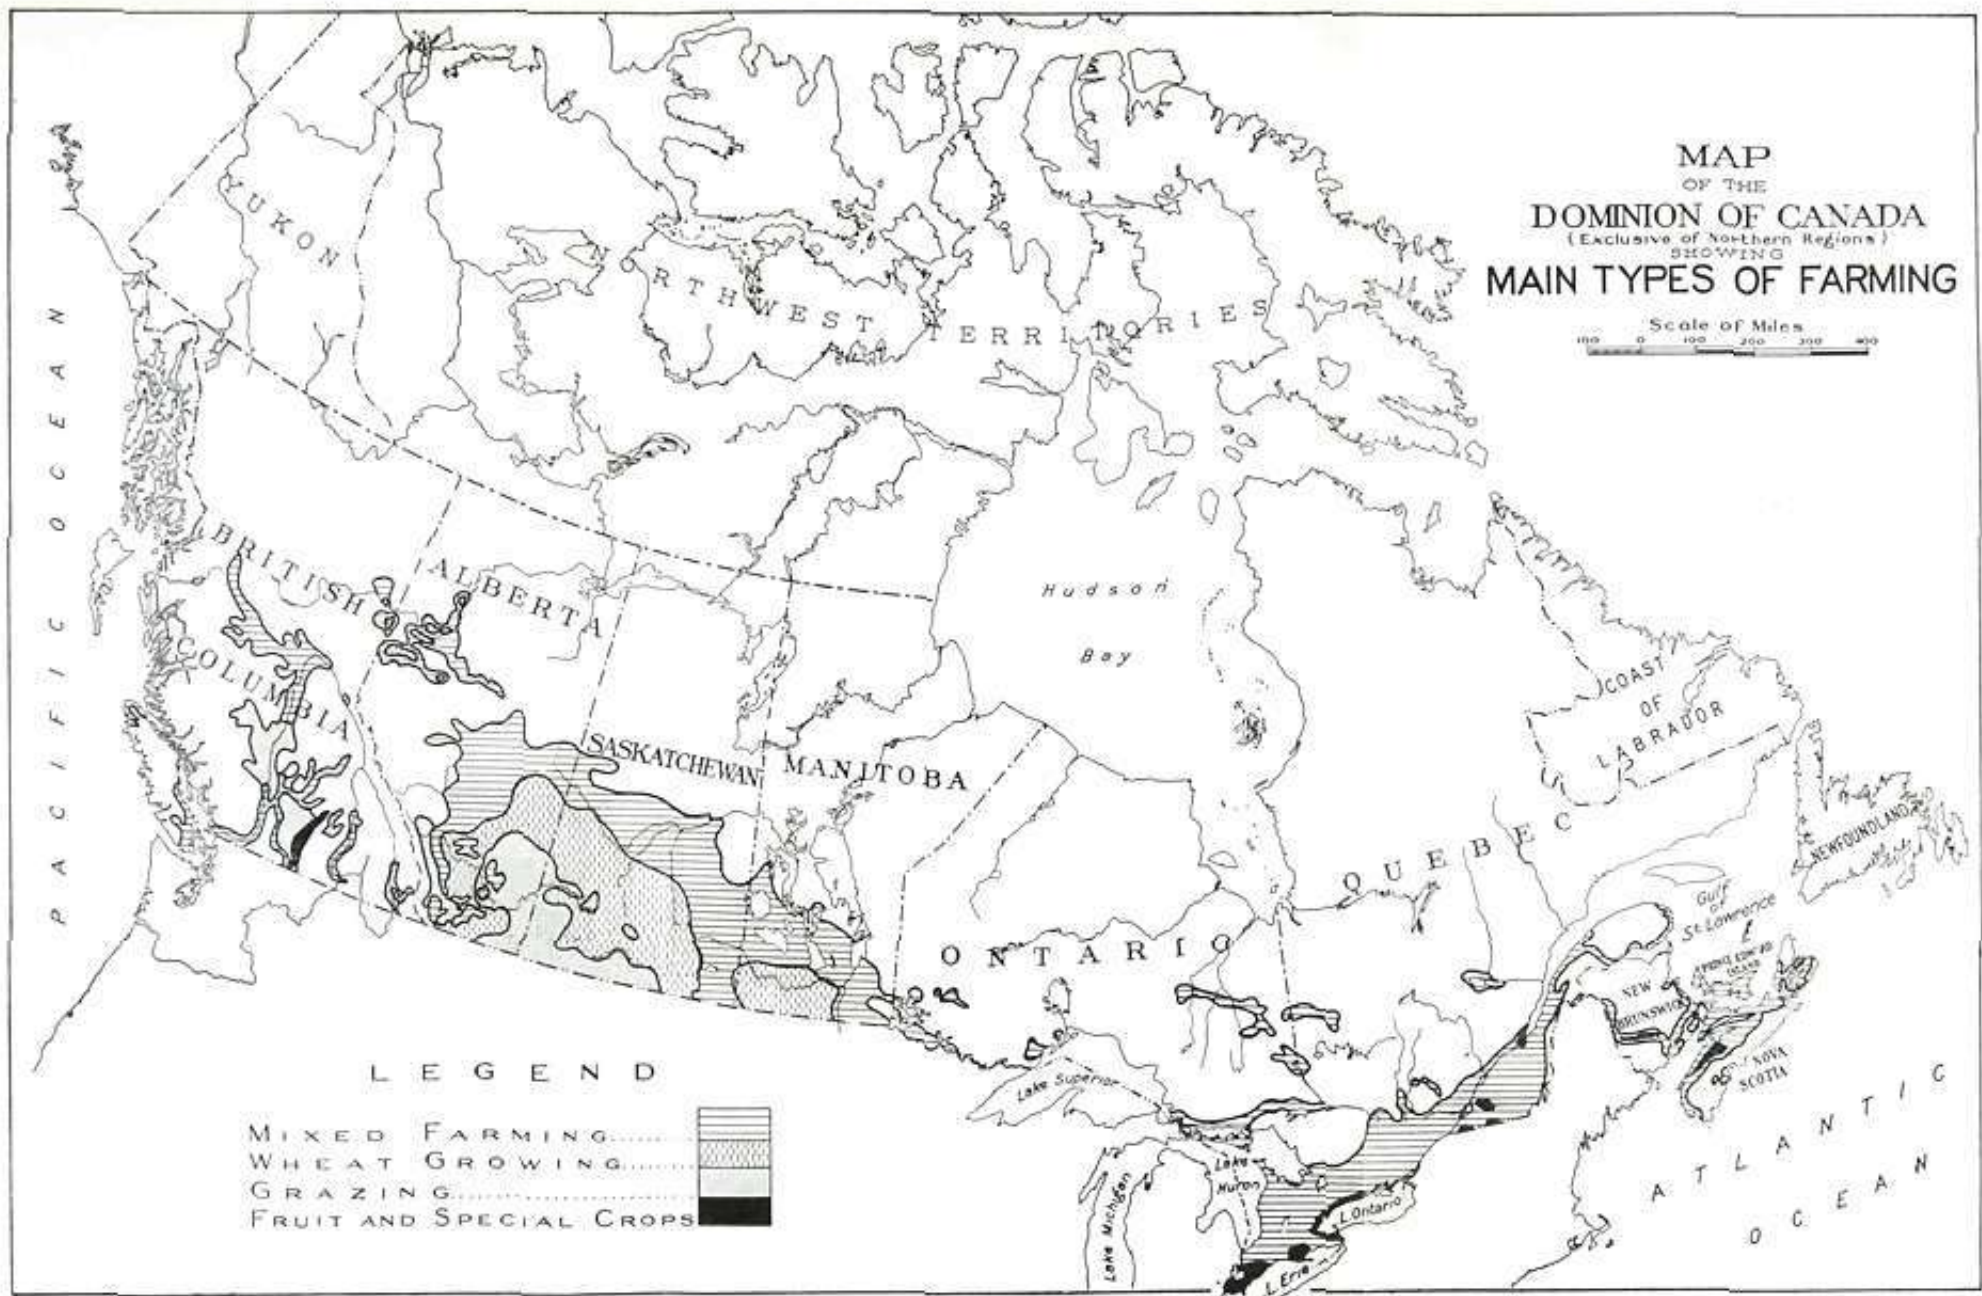 MAP
OF THE
DOMINION OF CANADA
(Exclusive of Northern Regions)
SHOWING
MAIN TYPES OF FARMING
Scale of Miles
100 0 100 200 300 400
YUKON
NORTHWEST TERRITORIES
PACIFIC OCEAN
BRITISH
COLUMBIA
ALBERTA
SASKATCHEWAN
MANITOBA
Hudson
Bay
ONTARIO
QUEBEC
COAST
OF
LABRADOR
NEWFOUNDLAND
Gulf
of
St. Lawrence
PRINCE EDWARD
ISLAND
NEW
BRUNSWICK
NOVA
SCOTIA
Lake Superior
Lake Michigan
Lake
Huron
L. Ontario
L. Erie
ATLANTIC
OCEAN
LEGEND
MIXED FARMING
WHEAT GROWING
GRAZING
FRUIT AND SPECIAL CROPS